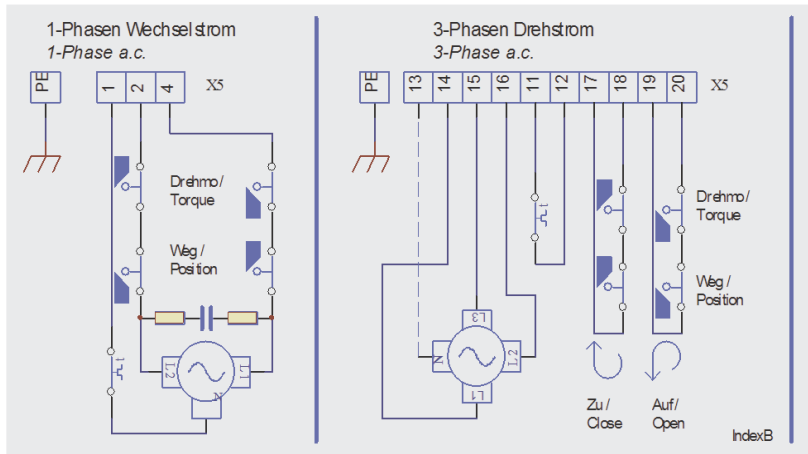 1-Phasen Wechselstrom
1-Phase a.c.
PE
1 2 4 X5
Drehmo/
Torque
Weg /
Position
t
L2 N L1
3-Phasen Drehstrom
3-Phase a.c.
PE
13 14 15 16 11 12 17 18 19 20 X5
t
Drehmo/
Torque
Weg /
Position
L3
N L2
L1
Zu /
Close
Auf /
Open
IndexB